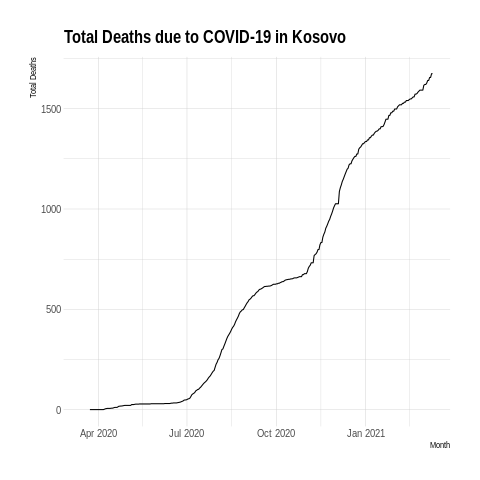 Total Deaths due to COVID-19 in Kosovo
Total Deaths
1500
1000
500
0
Apr 2020 Jul 2020 Oct 2020 Jan 2021
Month